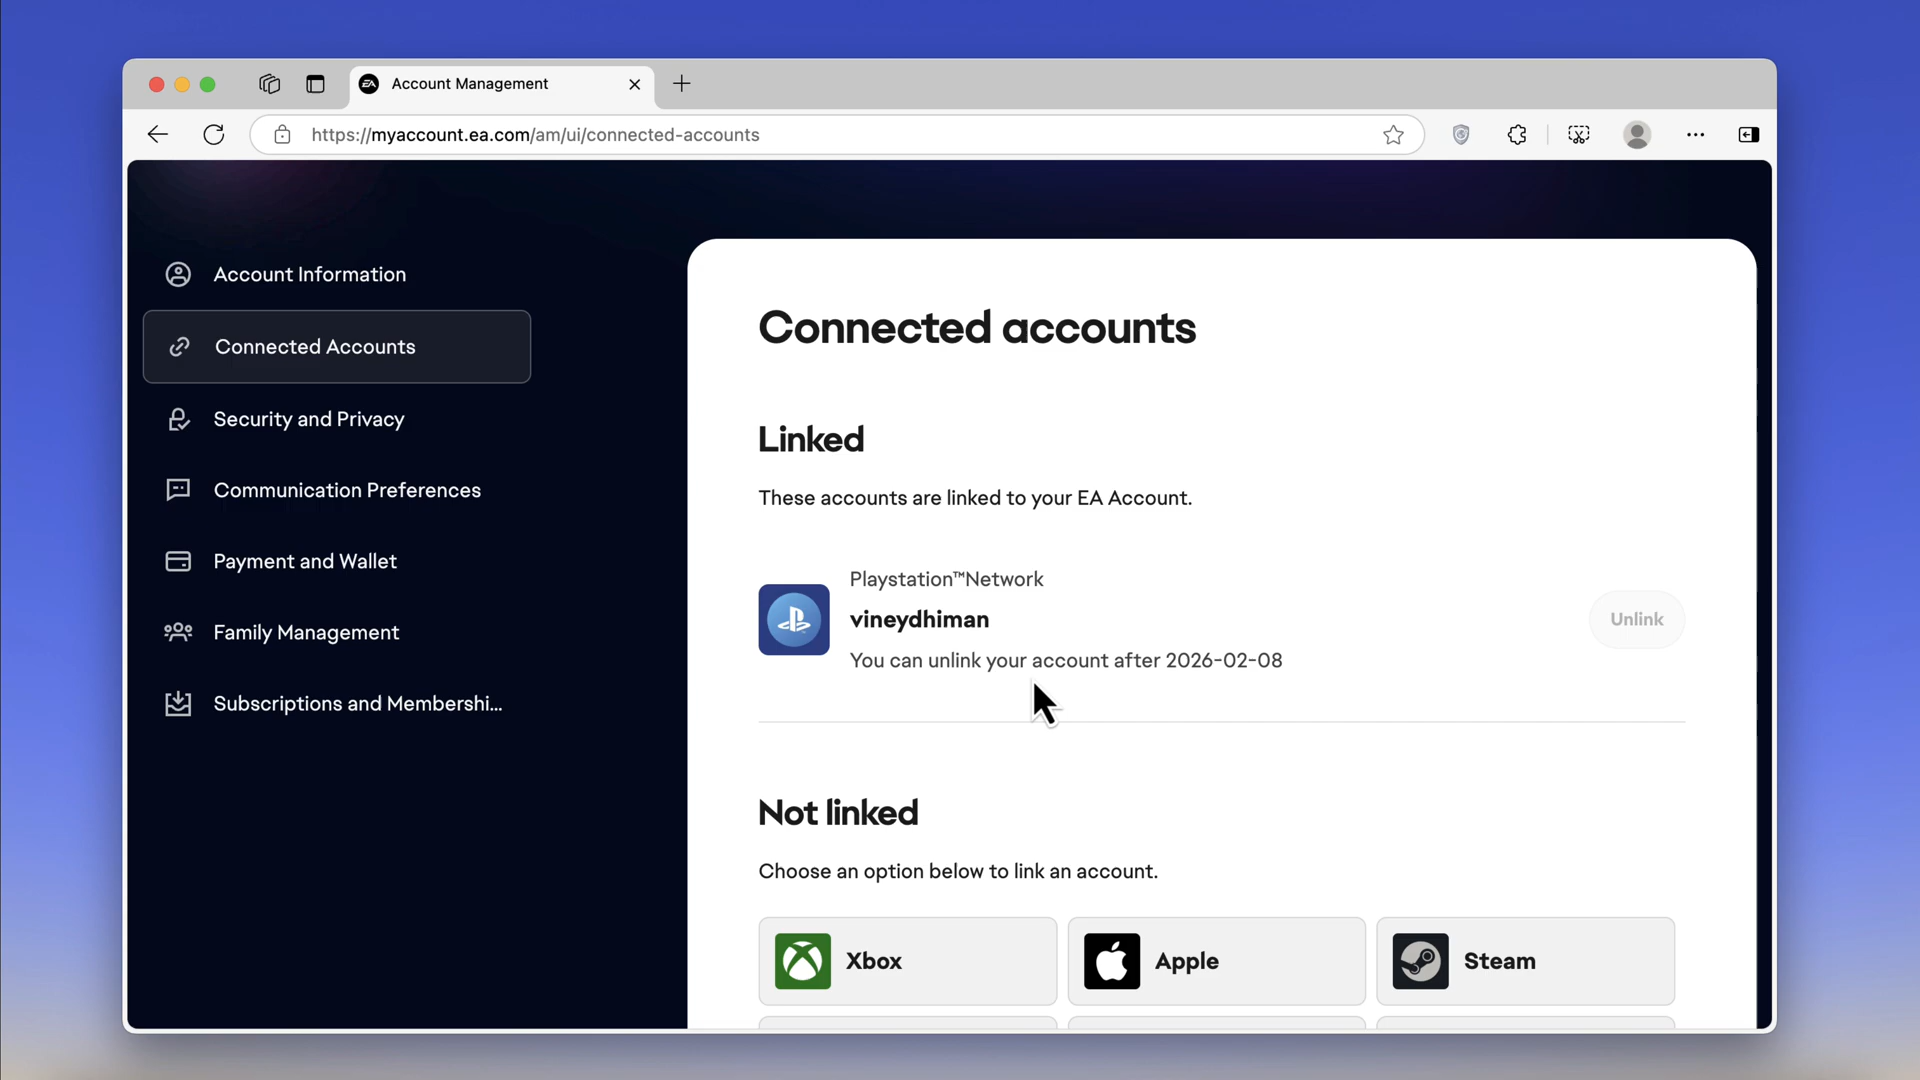 Account Management
https://myaccount.ea.com/am/ui/connected-accounts
Account Information
Connected Accounts
Security and Privacy
Communication Preferences
Payment and Wallet
Family Management
Subscriptions and Membershi...
Connected accounts
Linked
These accounts are linked to your EA Account.
Playstation™Network
vineydhiman
You can unlink your account after 2026-02-08
Unlink
Not linked
Choose an option below to link an account.
Xbox
Apple
Steam